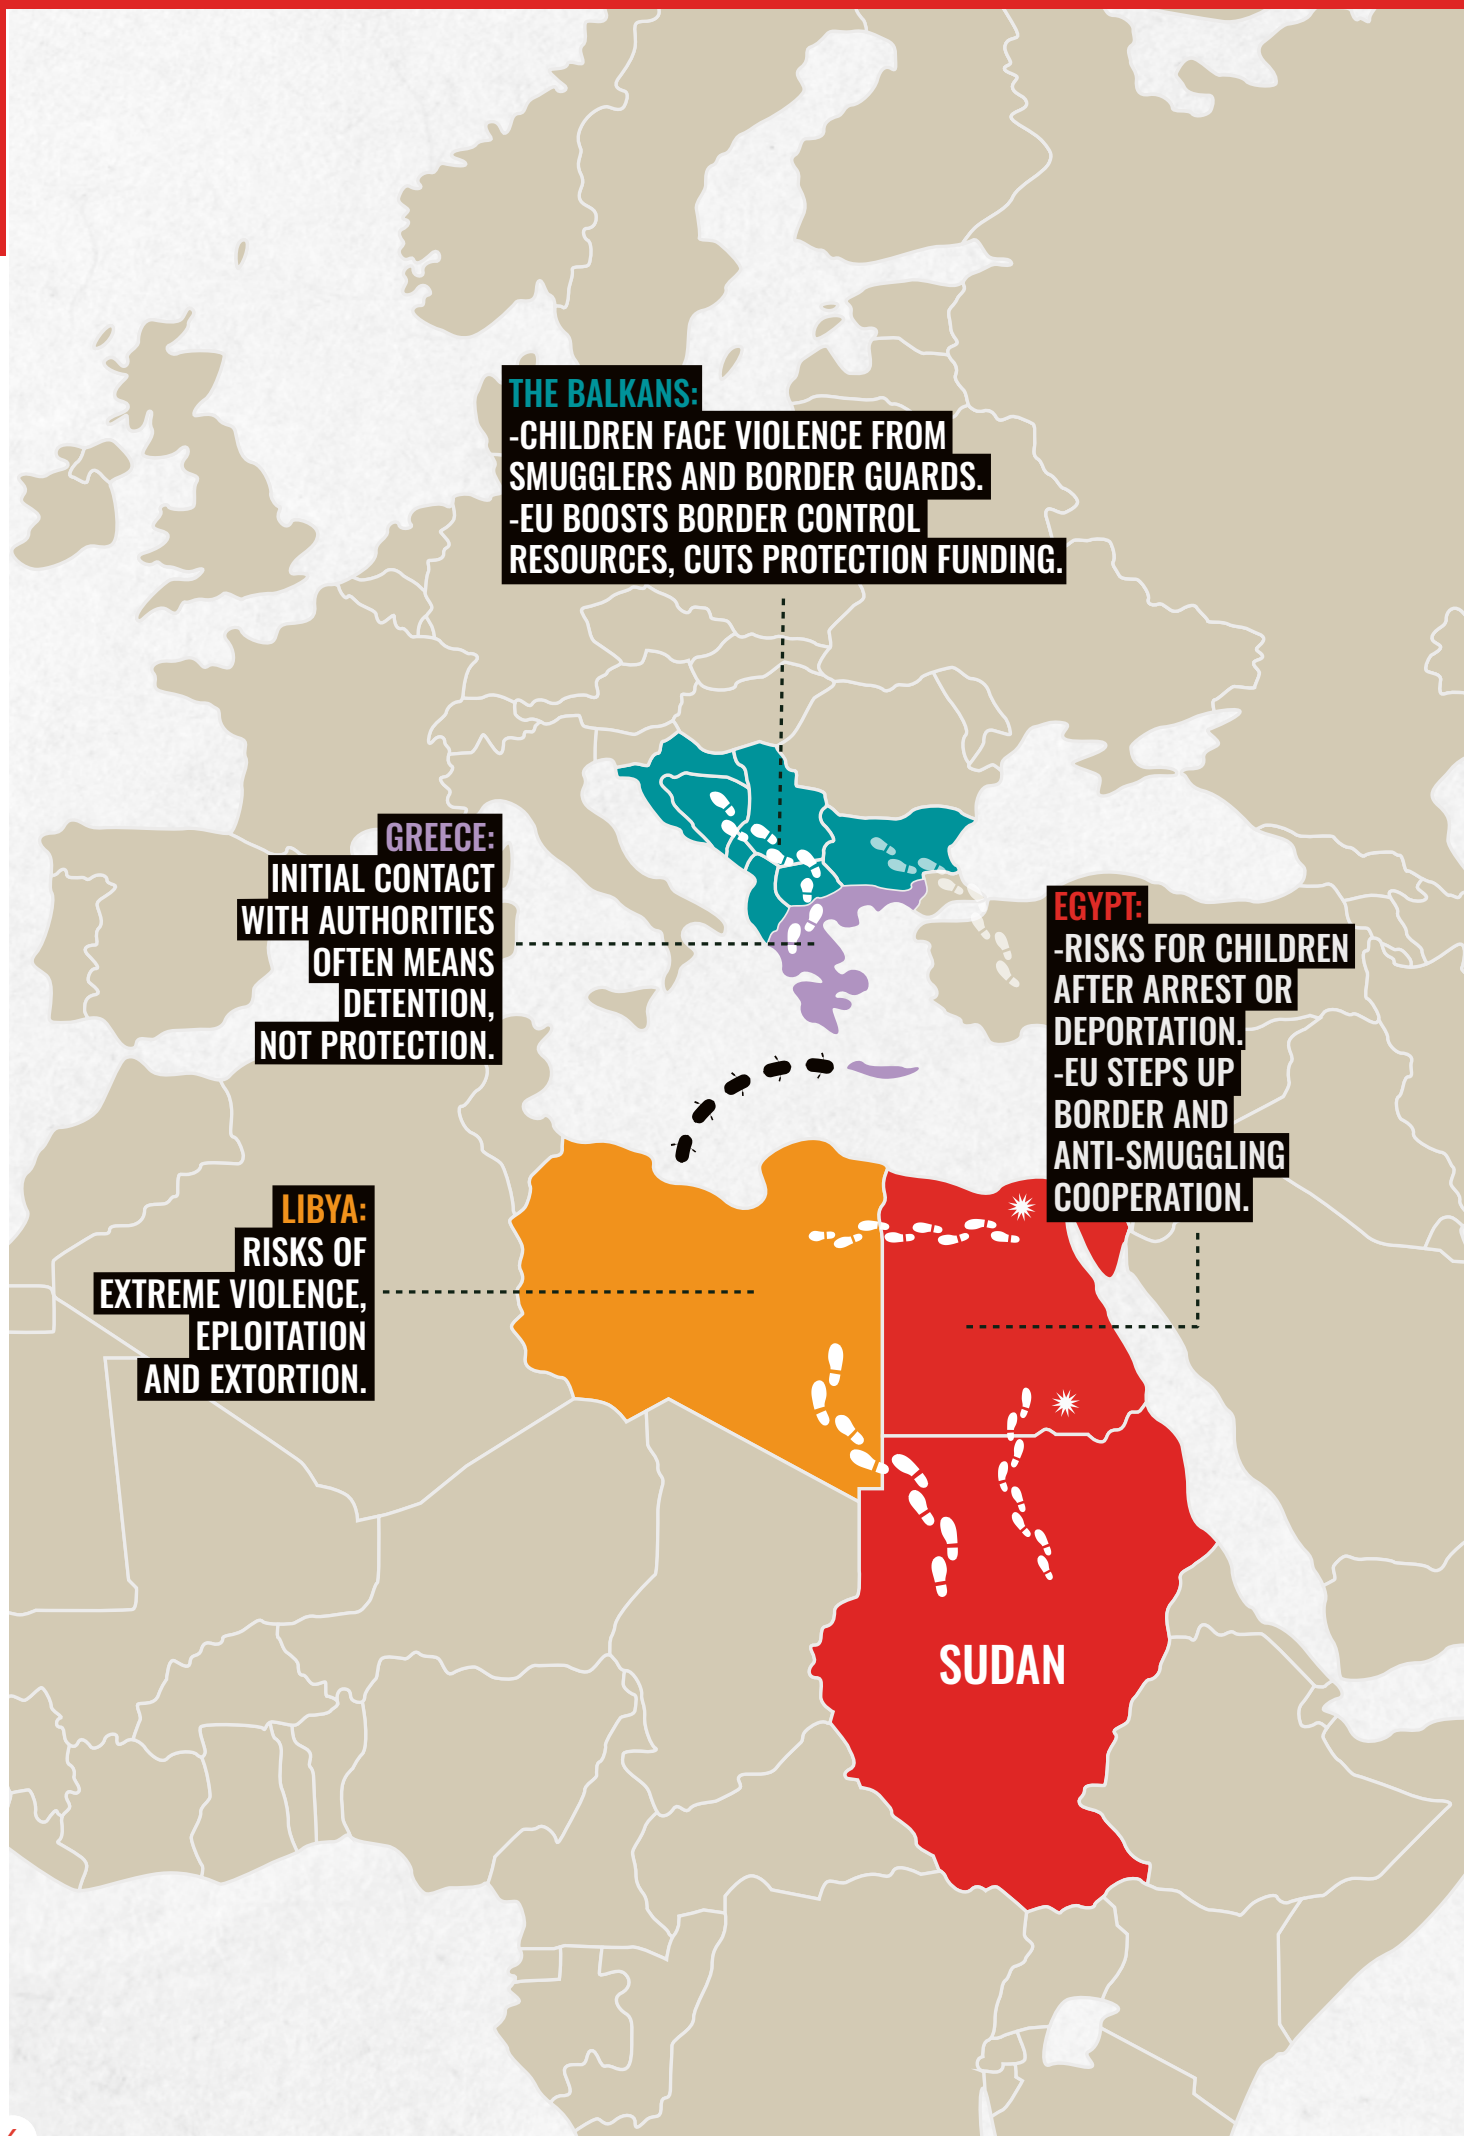 THE BALKANS:
-CHILDREN FACE VIOLENCE FROM
SMUGGLERS AND BORDER GUARDS.
-EU BOOSTS BORDER CONTROL
RESOURCES, CUTS PROTECTION FUNDING.
GREECE:
INITIAL CONTACT
WITH AUTHORITIES
OFTEN MEANS
DETENTION,
NOT PROTECTION.
EGYPT:
-RISKS FOR CHILDREN
AFTER ARREST OR
DEPORTATION.
-EU STEPS UP
BORDER AND
ANTI-SMUGGLING
COOPERATION.
LIBYA:
RISKS OF
EXTREME VIOLENCE,
EPLOITATION
AND EXTORTION.
SUDAN